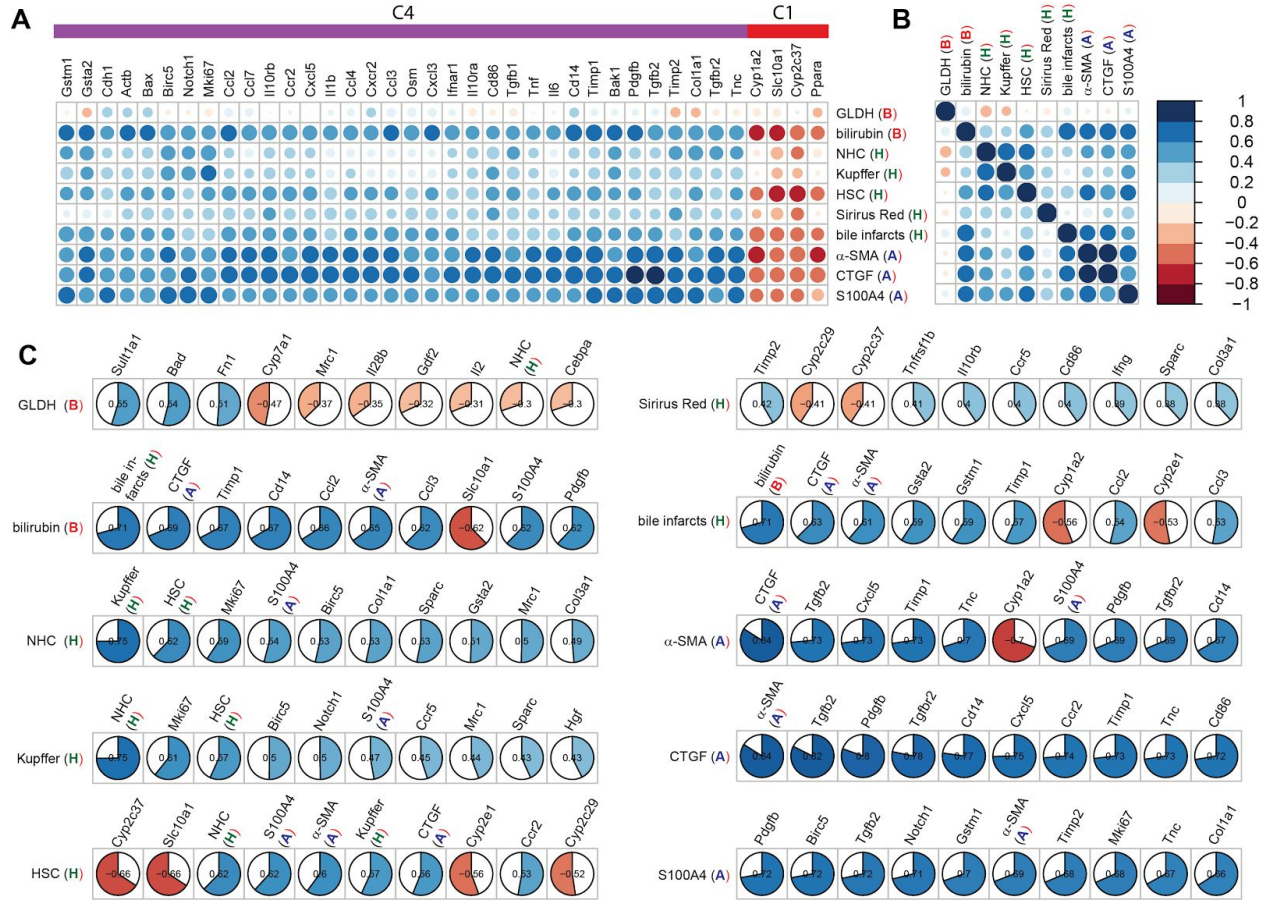 A
C4
C1
Gstm1 Gsta2 Cdh1 Actb Bax Birc5 Notch1 Mki67 Ccl2 Ccl7 Il10rb Ccr2 Cxcl5 Il1b Ccl4 Cxcr2 Ccl3 Osm Cxcl3 Ifnar1 Il10ra Cd86 Tgfb1 Tnf Il6 Cd14 Timp1 Bak1 Pdgfb Tgfb2 Timp2 Col1a1 Tgfbr2 Tnc Cyp1a2 Slc10a1 Cyp2c37 Ppara
GLDH (B)
bilirubin (B)
NHC (H)
Kupffer (H)
HSC (H)
Sirirus Red (H)
bile infarcts (H)
α-SMA (A)
CTGF (A)
S100A4 (A)
B
GLDH (B) bilirubin (B) NHC (H) Kupffer (H) HSC (H) Sirirus Red (H) bile infarcts (H) α-SMA (A) CTGF (A) S100A4 (A)
1
0.8
0.6
0.4
0.2
0
−0.2
−0.4
−0.6
−0.8
−1
C
Sult1a1 Bad Fn1 Cyp7a1 Mrc1 Il28b Gdf2 Il2 NHC (H) Cebpa
GLDH (B) 0.55 0.54 0.51 −0.47 −0.37 −0.35 −0.32 −0.31 −0.3 −0.3
bile in-
farcts (H) CTGF (A) Timp1 Cd14 Ccl2 α-SMA (A) Ccl3 Slc10a1 S100A4 Pdgfb
bilirubin (B) 0.71 0.69 0.67 0.67 0.66 0.65 0.62 −0.62 0.62 0.62
Kupffer (H) HSC (H) Mki67 S100A4 (A) Birc5 Col1a1 Sparc Gsta2 Mrc1 Col3a1
NHC (H) 0.75 0.62 0.59 0.54 0.53 0.53 0.53 0.51 0.5 0.49
NHC (H) Mki67 HSC (H) Birc5 Notch1 S100A4 (A) Ccr5 Mrc1 Sparc Hgf
Kupffer (H) 0.75 0.61 0.57 0.5 0.5 0.47 0.45 0.44 0.43 0.43
Cyp2c37 Slc10a1 NHC (H) S100A4 (A) α-SMA (A) Kupffer (H) CTGF (A) Cyp2e1 Ccr2 Cyp2c29
HSC (H) −0.66 −0.66 0.62 0.62 0.6 0.57 0.56 −0.56 0.53 −0.52
Timp2 Cyp2c29 Cyp2c37 Tnfrsf1b Il10rb Ccr5 Cd86 Ifng Sparc Col3a1
Sirirus Red (H) 0.42 −0.41 −0.41 0.41 0.4 0.4 0.4 0.39 0.38 0.38
bilirubin (B) CTGF (A) α-SMA (A) Gsta2 Gstm1 Timp1 Cyp1a2 Ccl2 Cyp2e1 Ccl3
bile infarcts (H) 0.71 0.63 0.61 0.59 0.59 0.57 −0.56 0.54 −0.53 0.53
CTGF (A) Tgfb2 Cxcl5 Timp1 Tnc Cyp1a2 S100A4 (A) Pdgfb Tgfbr2 Cd14
α-SMA (A) 0.84 0.73 0.73 0.73 0.7 −0.7 0.69 0.69 0.69 0.67
α-SMA (A) Tgfb2 Pdgfb Tgfbr2 Cd14 Cxcl5 Ccr2 Timp1 Tnc Cd86
CTGF (A) 0.84 0.82 0.8 0.78 0.77 0.75 0.74 0.73 0.73 0.72
Pdgfb Birc5 Tgfb2 Notch1 Gstm1 α-SMA (A) Timp2 Mki67 Tnc Col1a1
S100A4 (A) 0.72 0.72 0.72 0.71 0.7 0.69 0.68 0.68 0.67 0.66